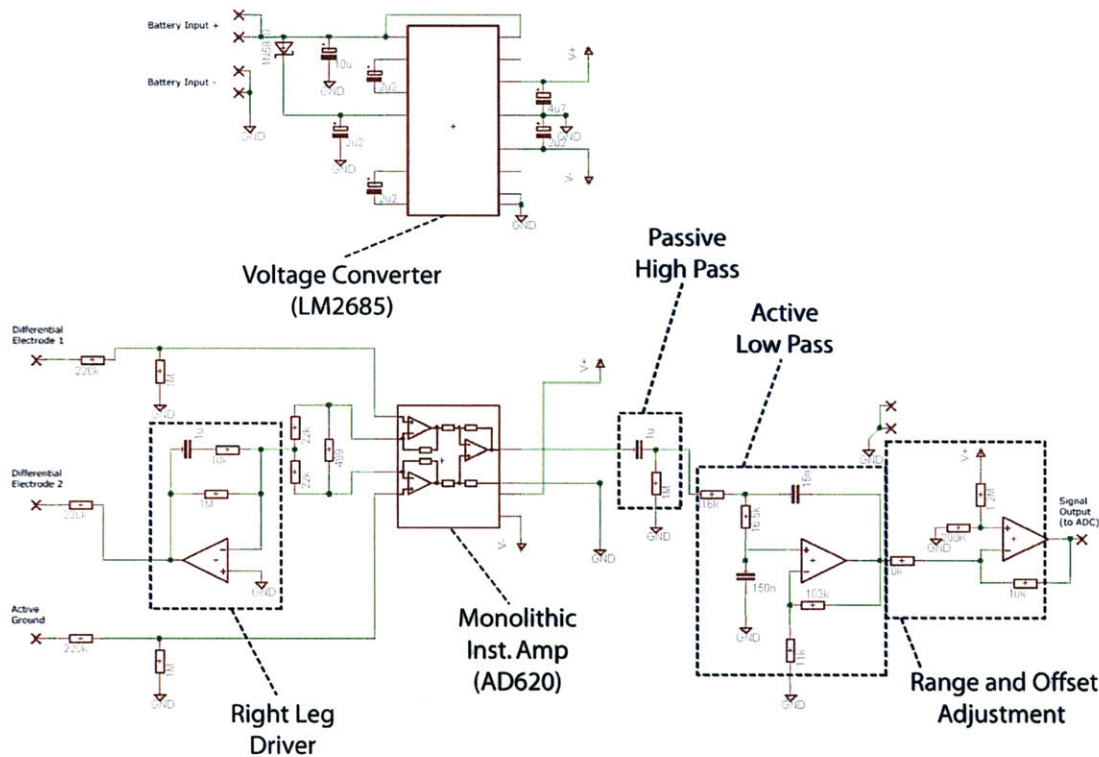 Battery Input +
1N5819
10u
GND
V+
Battery Input -
GND
2u2
4u7
GND
2u2
GND
2u2
V-
2u2
GND
Voltage Converter
(LM2685)
Passive
High Pass
Active
Low Pass
Differential
Electrode 1
220k
1M
GND
V+
1u
10k
22k
22k
499
1M
1u
1M
GND
GND
V+
1.2M
Signal
Output
(to ADC)
Differential
Electrode 2
220k
1M
GND
GND
V-
16k
15n
16.5k
150n
GND
103k
11k
GND
200k
GND
10k
Active
Ground
220k
1M
GND
Monolithic
Inst. Amp
(AD620)
Right Leg
Driver
Range and Offset
Adjustment